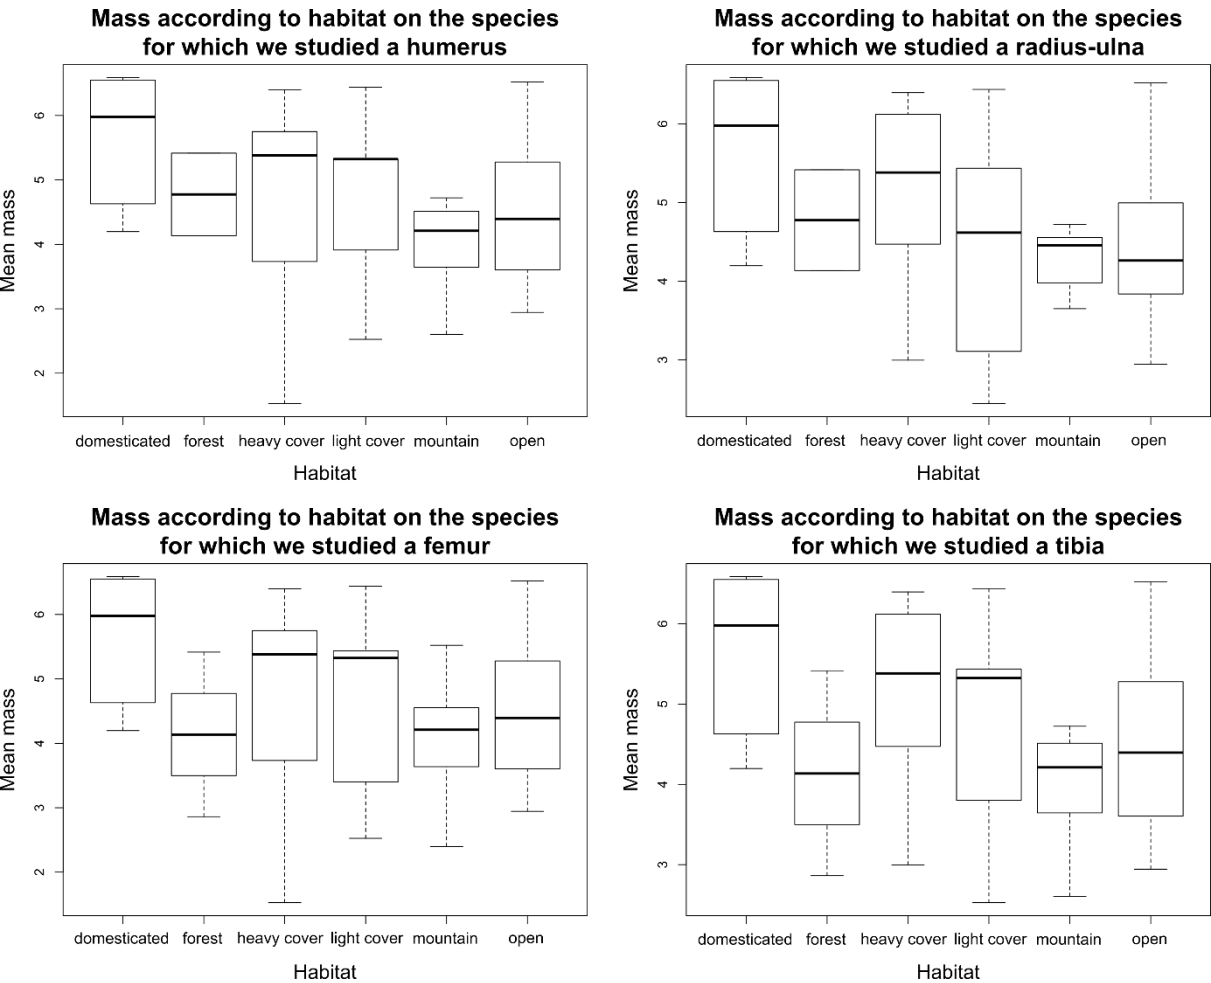 Mass according to habitat on the species
for which we studied a humerus
Mean mass
6
5
4
3
2
domesticated forest heavy cover light cover mountain open
Habitat
Mass according to habitat on the species
for which we studied a radius-ulna
Mean mass
6
5
4
3
domesticated forest heavy cover light cover mountain open
Habitat
Mass according to habitat on the species
for which we studied a femur
Mean mass
6
5
4
3
2
domesticated forest heavy cover light cover mountain open
Habitat
Mass according to habitat on the species
for which we studied a tibia
Mean mass
6
5
4
3
domesticated forest heavy cover light cover mountain open
Habitat